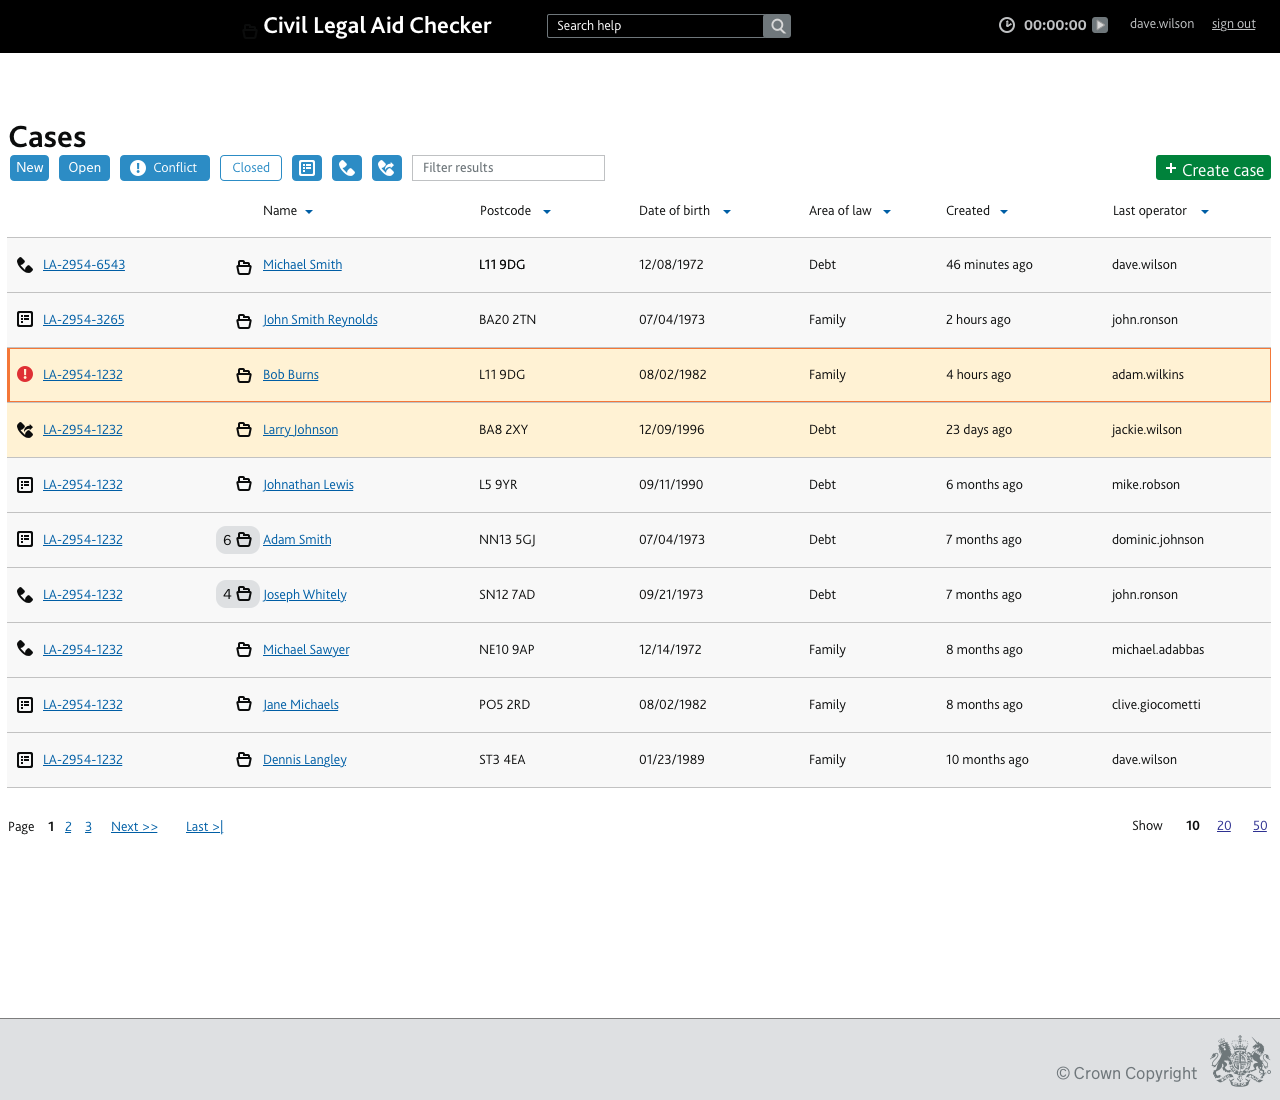 Civil Legal Aid Checker Search help 00:00:00 dave.wilson sign out
Cases
New Open Conflict Closed Filter results + Create case
Name Postcode Date of birth Area of law Created Last operator
LA-2954-6543 Michael Smith L11 9DG 12/08/1972 Debt 46 minutes ago dave.wilson
LA-2954-3265 John Smith Reynolds BA20 2TN 07/04/1973 Family 2 hours ago john.ronson
LA-2954-1232 Bob Burns L11 9DG 08/02/1982 Family 4 hours ago adam.wilkins
LA-2954-1232 Larry Johnson BA8 2XY 12/09/1996 Debt 23 days ago jackie.wilson
LA-2954-1232 Johnathan Lewis L5 9YR 09/11/1990 Debt 6 months ago mike.robson
LA-2954-1232 6 Adam Smith NN13 5GJ 07/04/1973 Debt 7 months ago dominic.johnson
LA-2954-1232 4 Joseph Whitely SN12 7AD 09/21/1973 Debt 7 months ago john.ronson
LA-2954-1232 Michael Sawyer NE10 9AP 12/14/1972 Family 8 months ago michael.adabbas
LA-2954-1232 Jane Michaels PO5 2RD 08/02/1982 Family 8 months ago clive.giocometti
LA-2954-1232 Dennis Langley ST3 4EA 01/23/1989 Family 10 months ago dave.wilson
Page 1 2 3 Next >> Last >| Show 10 20 50
© Crown Copyright